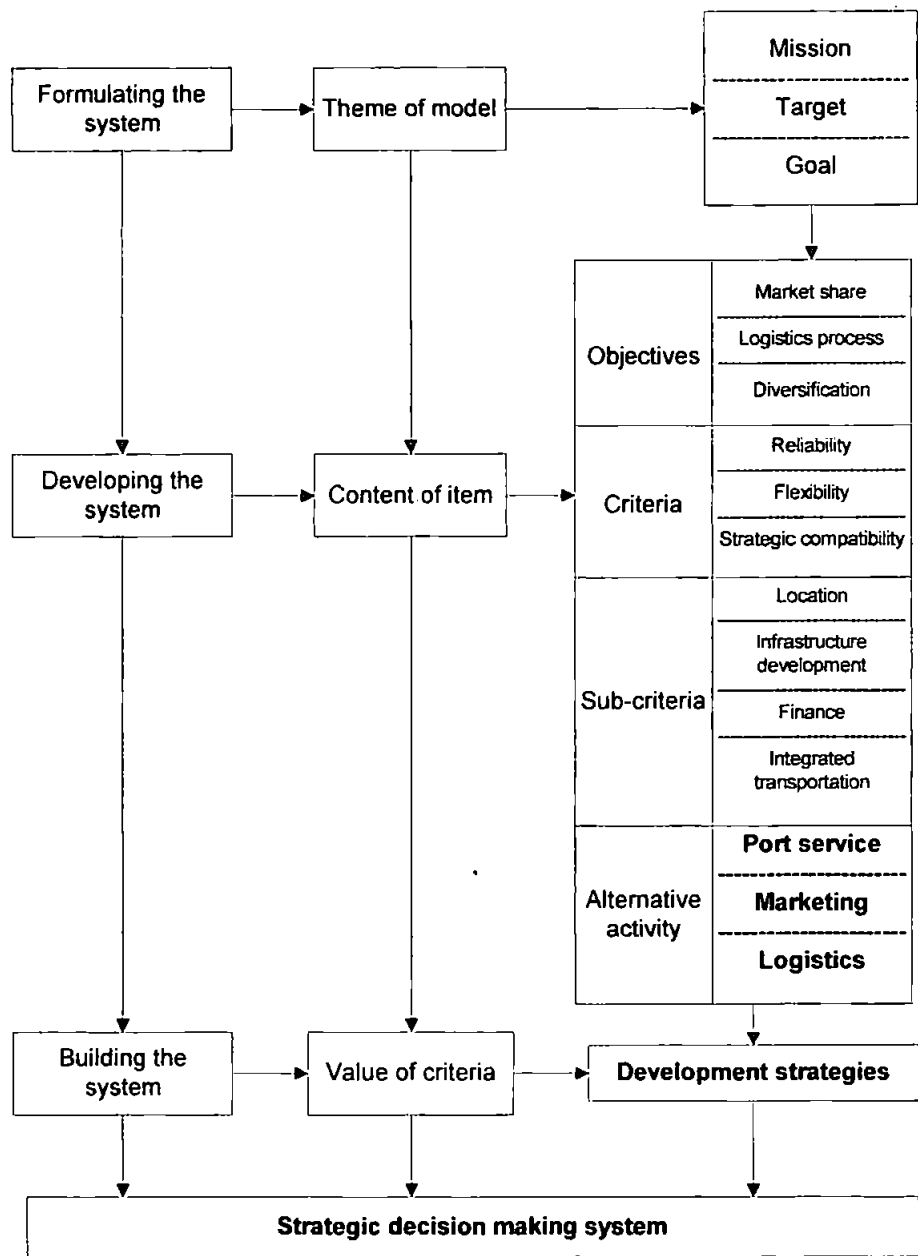 Formulating the
system
Theme of model
Mission
Target
Goal
Objectives
Market share
Logistics process
Diversification
Developing the
system
Content of item
Criteria
Reliability
Flexibility
Strategic compatibility
Sub-criteria
Location
Infrastructure
development
Finance
Integrated
transportation
Alternative
activity
Port service
Marketing
Logistics
Building the
system
Value of criteria
Development strategies
Strategic decision making system